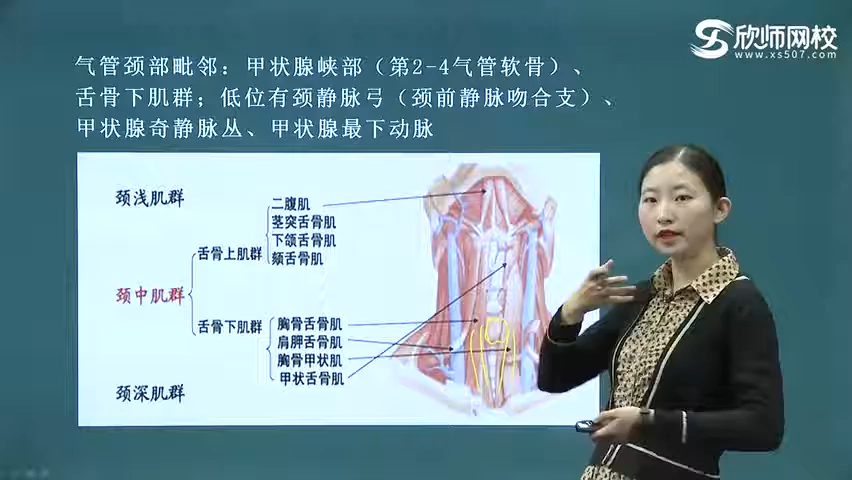 欣师网校
www.xs507.com
气管颈部毗邻：甲状腺峡部（第2-4气管软骨）、
舌骨下肌群；低位有颈静脉弓（颈前静脉吻合支）、
甲状腺奇静脉丛、甲状腺最下动脉
颈浅肌群
二腹肌
茎突舌骨肌
舌骨上肌群
下颌舌骨肌
颏舌骨肌
颈中肌群
胸骨舌骨肌
舌骨下肌群
肩胛舌骨肌
胸骨甲状肌
甲状舌骨肌
颈深肌群